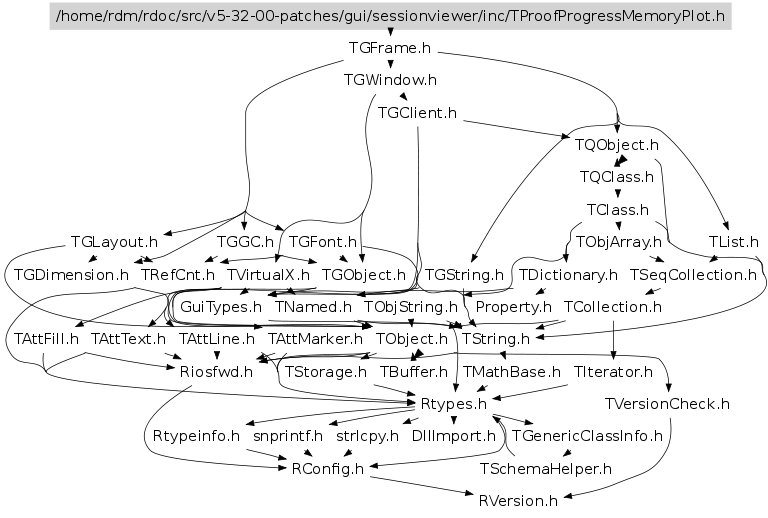 /home/rdm/rdoc/src/v5-32-00-patches/gui/sessionviewer/inc/TProofProgressMemoryPlot.h
TGFrame.h
TGWindow.h
TGClient.h
TQObject.h
TQClass.h
TClass.h
TGLayout.h TGGC.h TGFont.h TObjArray.h TList.h
TGDimension.h TRefCnt.h TVirtualX.h TGObject.h TGString.h TDictionary.h TSeqCollection.h
GuiTypes.h TNamed.h TObjString.h Property.h TCollection.h
TAttFill.h TAttText.h TAttLine.h TAttMarker.h TObject.h TString.h
Riosfwd.h TStorage.h TBuffer.h TMathBase.h TIterator.h
Rtypes.h TVersionCheck.h
Rtypeinfo.h snprintf.h strlcpy.h DllImport.h TGenericClassInfo.h
RConfig.h TSchemaHelper.h
RVersion.h